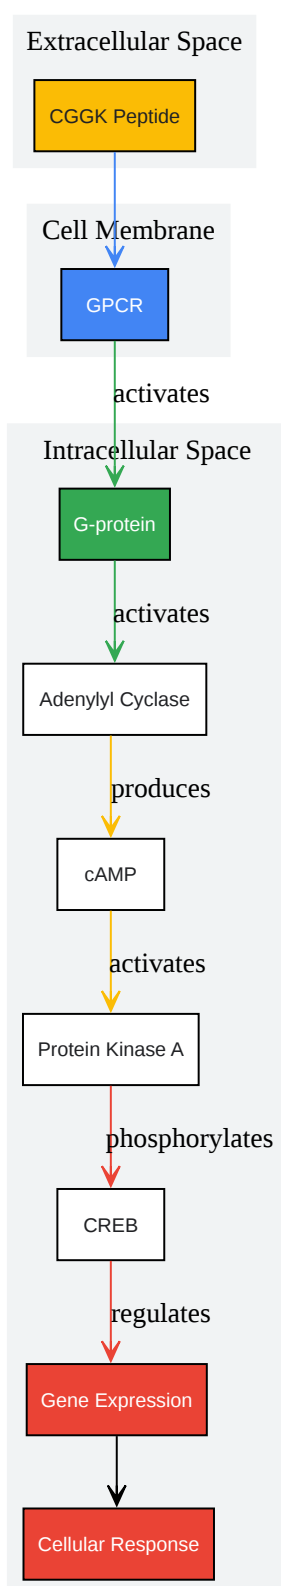 Extracellular Space
CGGK Peptide
Cell Membrane
GPCR
activates
Intracellular Space
G-protein
activates
Adenylyl Cyclase
produces
cAMP
activates
Protein Kinase A
phosphorylates
CREB
regulates
Gene Expression
Cellular Response